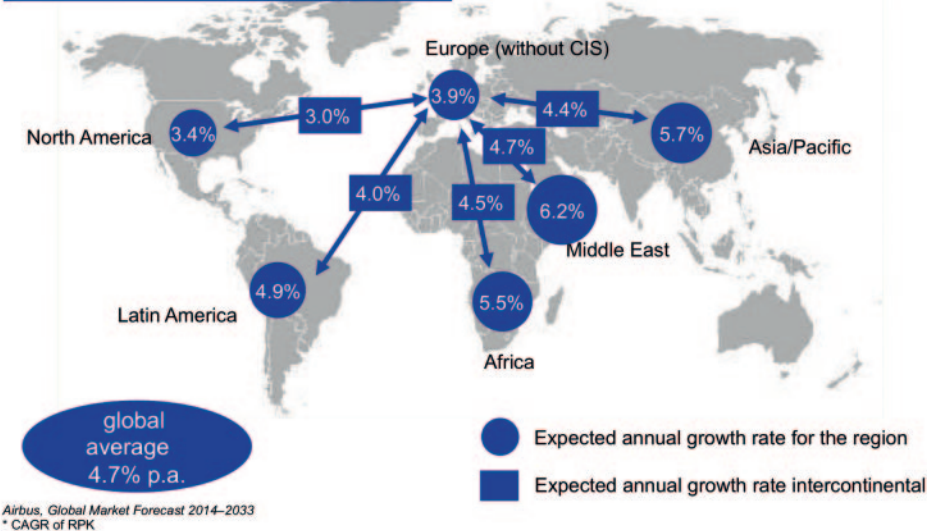 Europe (without CIS)
3.9%
3.0%
4.4%
North America
3.4%
5.7%
Asia/Pacific
4.7%
4.0%
4.5%
6.2%
Middle East
4.9%
5.5%
Latin America
Africa
global
average
4.7% p.a.
Expected annual growth rate for the region
Expected annual growth rate intercontinental
Airbus, Global Market Forecast 2014–2033
* CAGR of RPK